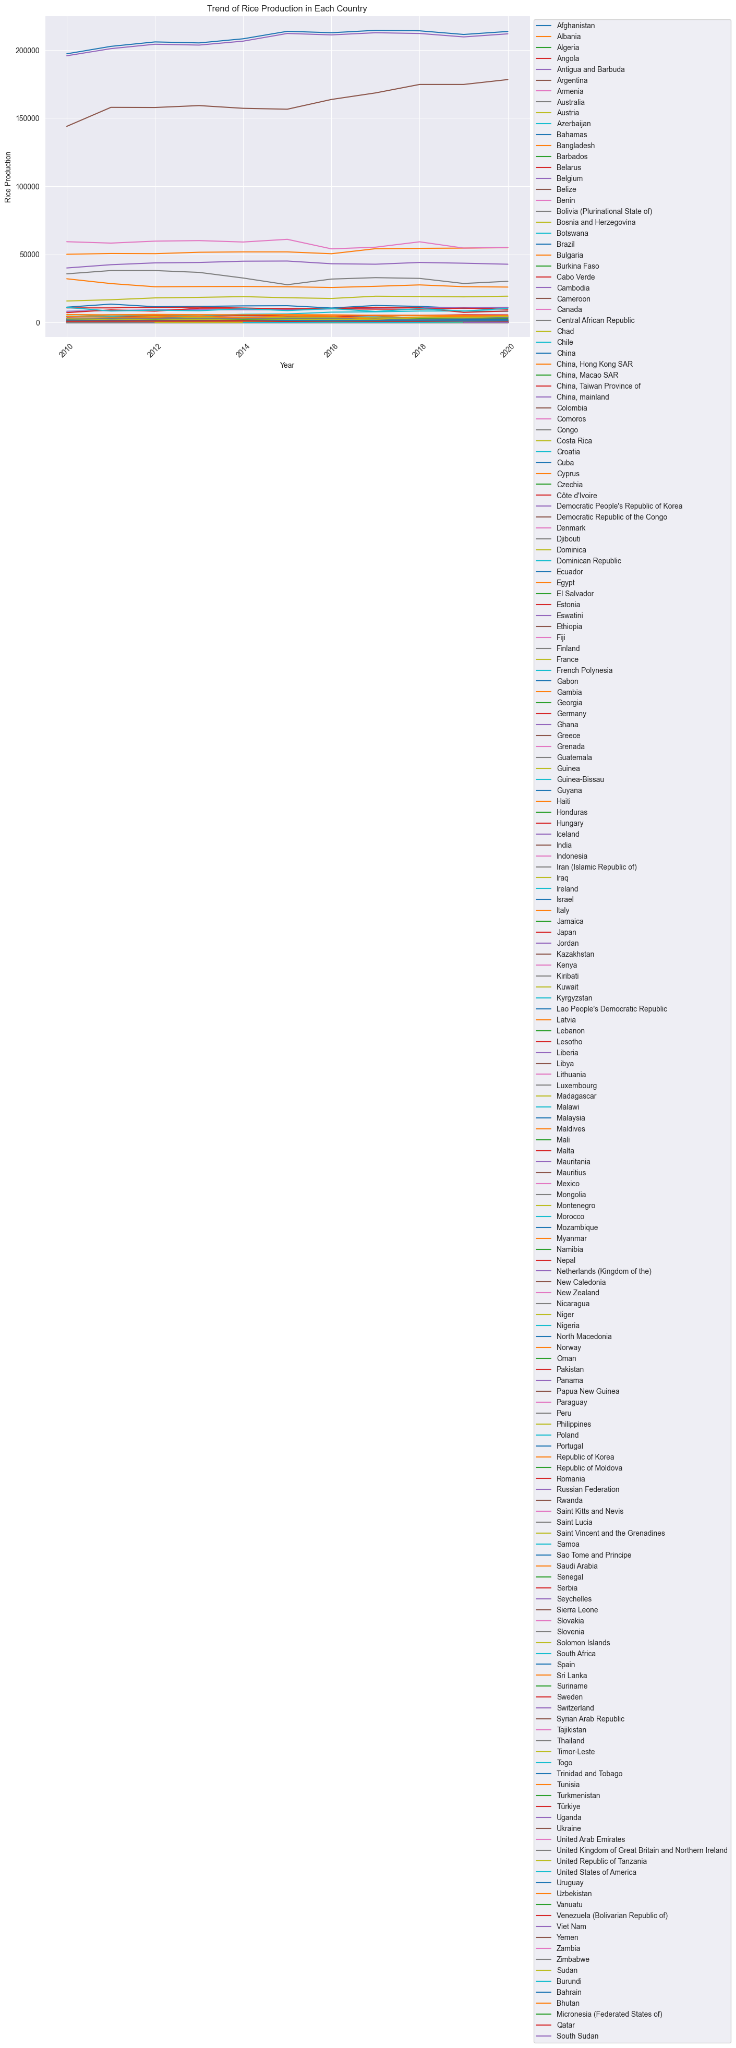 Trend of Rice Production in Each Country
Rice Production
200000
150000
100000
50000
0
2010
2012
2014
2016
2018
2020
Year
Afghanistan
Albania
Algeria
Angola
Antigua and Barbuda
Argentina
Armenia
Australia
Austria
Azerbaijan
Bahamas
Bangladesh
Barbados
Belarus
Belgium
Belize
Benin
Bolivia (Plurinational State of)
Bosnia and Herzegovina
Botswana
Brazil
Bulgaria
Burkina Faso
Cabo Verde
Cambodia
Cameroon
Canada
Central African Republic
Chad
Chile
China
China, Hong Kong SAR
China, Macao SAR
China, Taiwan Province of
China, mainland
Colombia
Comoros
Congo
Costa Rica
Croatia
Cuba
Cyprus
Czechia
Côte d'Ivoire
Democratic People's Republic of Korea
Democratic Republic of the Congo
Denmark
Djibouti
Dominica
Dominican Republic
Ecuador
Egypt
El Salvador
Estonia
Eswatini
Ethiopia
Fiji
Finland
France
French Polynesia
Gabon
Gambia
Georgia
Germany
Ghana
Greece
Grenada
Guatemala
Guinea
Guinea-Bissau
Guyana
Haiti
Honduras
Hungary
Iceland
India
Indonesia
Iran (Islamic Republic of)
Iraq
Ireland
Israel
Italy
Jamaica
Japan
Jordan
Kazakhstan
Kenya
Kiribati
Kuwait
Kyrgyzstan
Lao People's Democratic Republic
Latvia
Lebanon
Lesotho
Liberia
Libya
Lithuania
Luxembourg
Madagascar
Malawi
Malaysia
Maldives
Mali
Malta
Mauritania
Mauritius
Mexico
Mongolia
Montenegro
Morocco
Mozambique
Myanmar
Namibia
Nepal
Netherlands (Kingdom of the)
New Caledonia
New Zealand
Nicaragua
Niger
Nigeria
North Macedonia
Norway
Oman
Pakistan
Panama
Papua New Guinea
Paraguay
Peru
Philippines
Poland
Portugal
Republic of Korea
Republic of Moldova
Romania
Russian Federation
Rwanda
Saint Kitts and Nevis
Saint Lucia
Saint Vincent and the Grenadines
Samoa
Sao Tome and Principe
Saudi Arabia
Senegal
Serbia
Seychelles
Sierra Leone
Slovakia
Slovenia
Solomon Islands
South Africa
Spain
Sri Lanka
Suriname
Sweden
Switzerland
Syrian Arab Republic
Tajikistan
Thailand
Timor-Leste
Togo
Trinidad and Tobago
Tunisia
Turkmenistan
Türkiye
Uganda
Ukraine
United Arab Emirates
United Kingdom of Great Britain and Northern Ireland
United Republic of Tanzania
United States of America
Uruguay
Uzbekistan
Vanuatu
Venezuela (Bolivarian Republic of)
Viet Nam
Yemen
Zambia
Zimbabwe
Sudan
Burundi
Bahrain
Bhutan
Micronesia (Federated States of)
Qatar
South Sudan